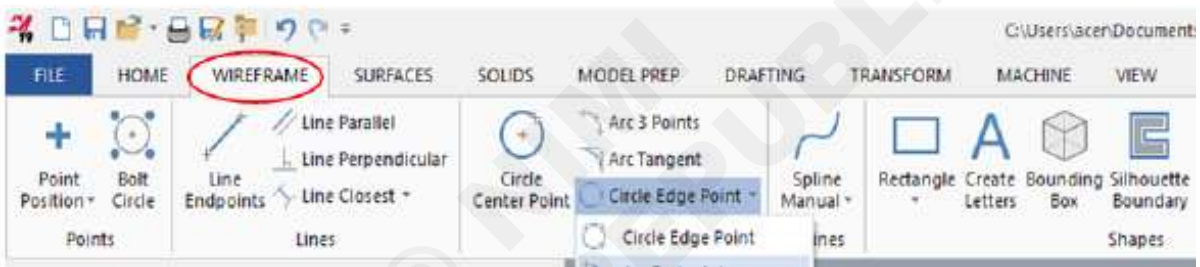 C:\Users\acer\Documents
FILE HOME WIREFRAME SURFACES SOLIDS MODEL PREP DRAFTING TRANSFORM MACHINE VIEW
Point Position
Bolt Circle
Points
Line Endpoints
Line Parallel
Line Perpendicular
Line Closest
Lines
Circle Center Point
Arc 3 Points
Arc Tangent
Circle Edge Point
Circle Edge Point
Spline Manual
Rectangle
Create Letters
Bounding Box
Silhouette Boundary
Shapes